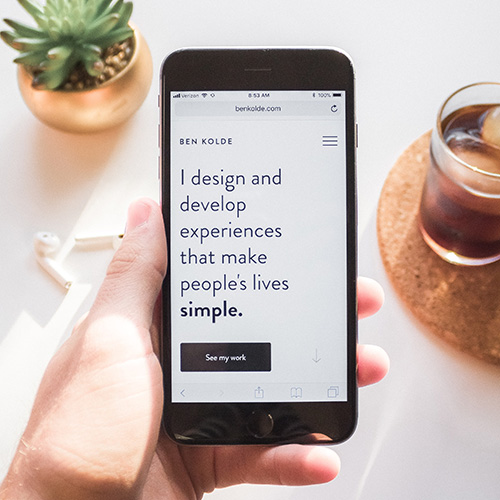 Verizon 8:53 AM 100%
benkolde.com
BEN KOLDE
I design and
develop
experiences
that make
people's lives
simple.
See my work